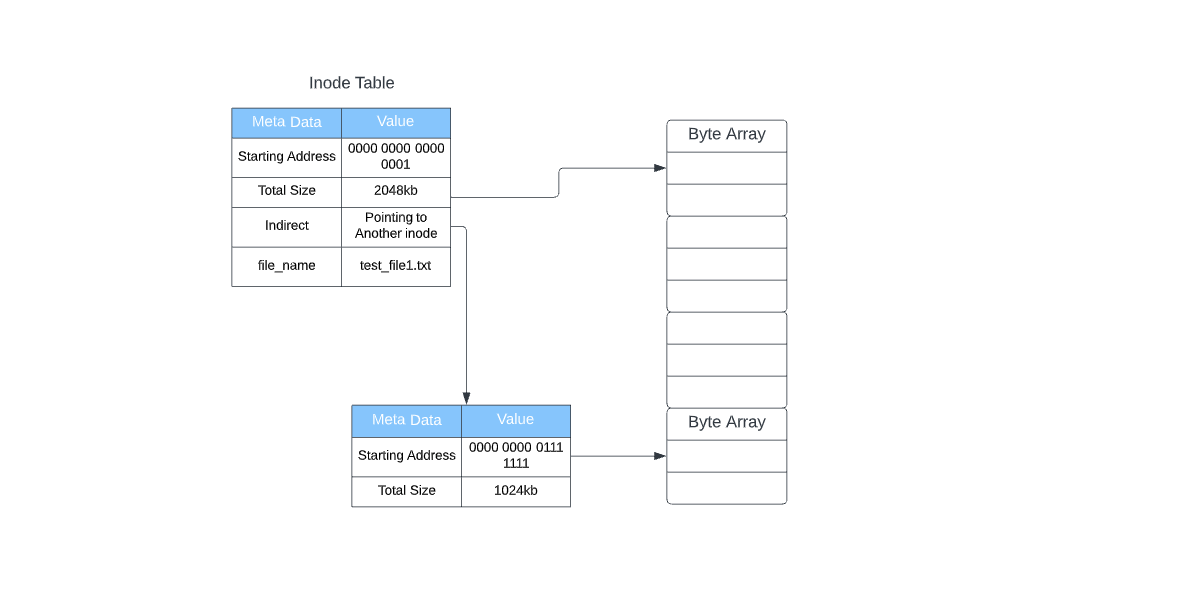 Inode Table
Meta Data
Value
Starting Address
0000 0000 0000
0001
Total Size
2048kb
Indirect
Pointing to
Another inode
file_name
test_file1.txt
Byte Array
Meta Data
Value
Starting Address
0000 0000 0111
1111
Total Size
1024kb
Byte Array